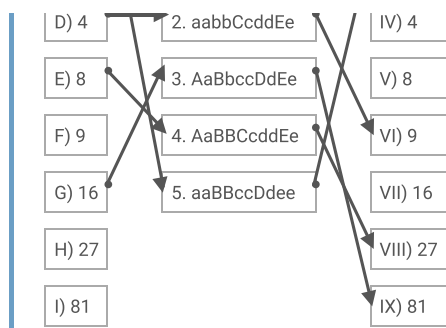 D) 4 2. aabbCcddEe IV) 4
E) 8 3. AaBbccDdEe V) 8
F) 9 4. AaBBCcddEe VI) 9
G) 16 5. aaBBccDdee VII) 16
H) 27 VIII) 27
I) 81 IX) 81